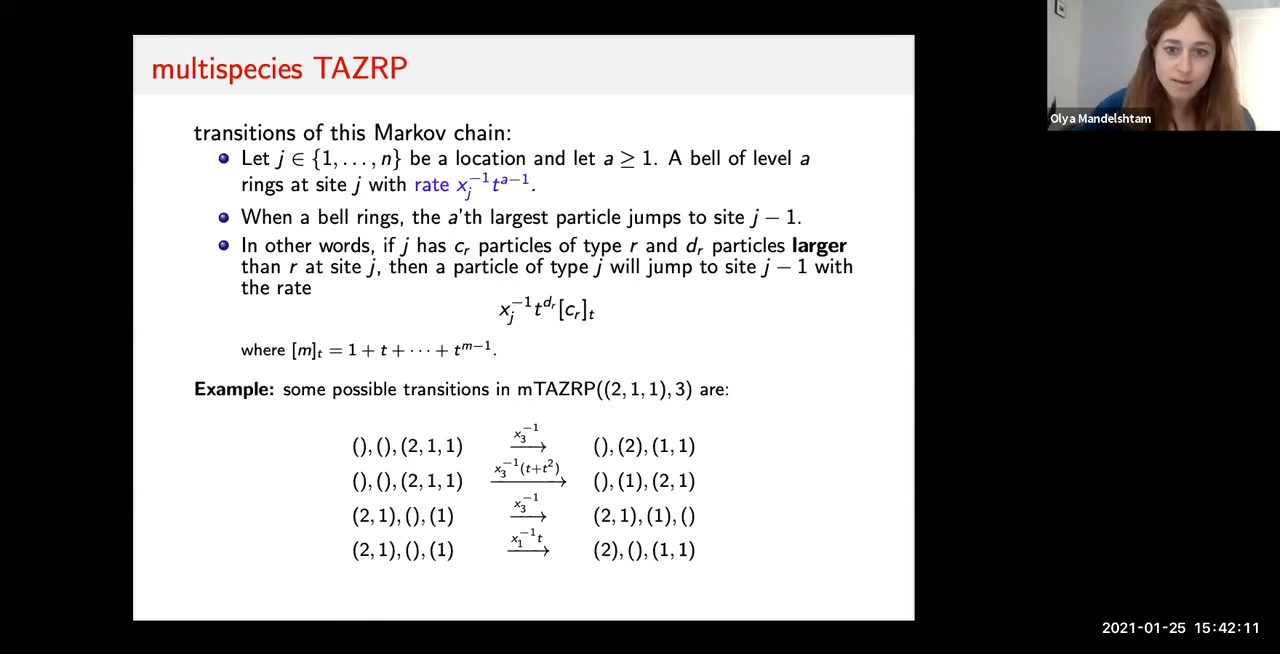 multispecies TAZRP
transitions of this Markov chain:
Let j ∈ {1, . . . , n} be a location and let a ≥ 1. A bell of level a
rings at site j with rate x_j^{-1} t^{a-1}.
When a bell rings, the a'th largest particle jumps to site j − 1.
In other words, if j has c_r particles of type r and d_r particles larger
than r at site j, then a particle of type j will jump to site j − 1 with
the rate
x_j^{-1} t^{d_r} [c_r]_t
where [m]_t = 1 + t + · · · + t^{m-1}.
Example: some possible transitions in mTAZRP((2, 1, 1), 3) are:
(), (), (2, 1, 1) \xrightarrow{x_3^{-1}} (), (2), (1, 1)
(), (), (2, 1, 1) \xrightarrow{x_3^{-1}(t+t^2)} (), (1), (2, 1)
(2, 1), (), (1) \xrightarrow{x_3^{-1}} (2, 1), (1), ()
(2, 1), (), (1) \xrightarrow{x_1^{-1}t} (2), (), (1, 1)
Olya Mandelshtam
2021-01-25 15:42:11